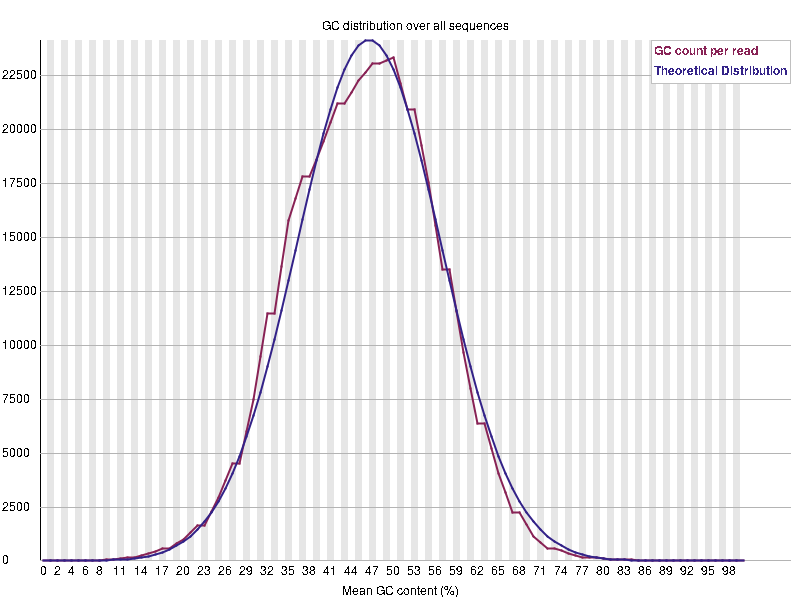 GC distribution over all sequences
GC count per read
Theoretical Distribution
22500
20000
17500
15000
12500
10000
7500
5000
2500
0
0 2 4 6 8 11 14 17 20 23 26 29 32 35 38 41 44 47 50 53 56 59 62 65 68 71 74 77 80 83 86 89 92 95 98
Mean GC content (%)